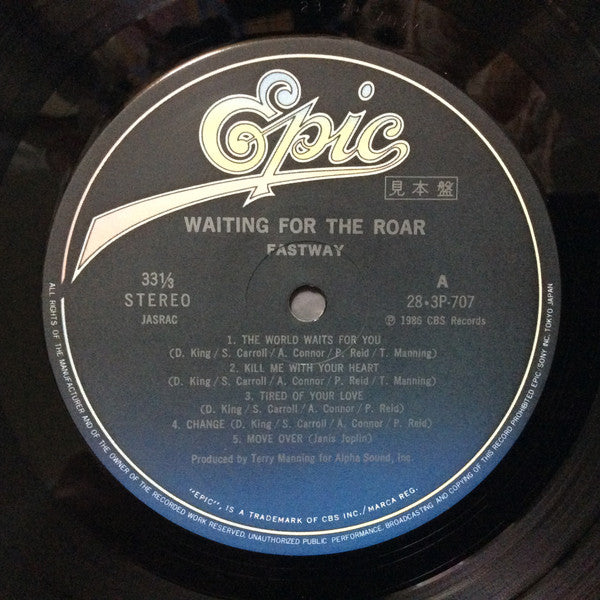 Epic
見本盤
WAITING FOR THE ROAR
FASTWAY
33⅓
STEREO
JASRAC
A
28・3P-707
Ⓟ 1986 CBS Records
1. THE WORLD WAITS FOR YOU
(D. King / S. Carroll / A. Connor / P. Reid / T. Manning)
2. KILL ME WITH YOUR HEART
(D. King / S. Carroll / A. Connor / P. Reid / T. Manning)
3. TIRED OF YOUR LOVE
(D. King / S. Carroll / A. Connor / P. Reid)
4. CHANGE (D. King / S. Carroll / A. Connor / P. Reid)
5. MOVE OVER (Janis Joplin)
Produced by Terry Manning for Alpha Sound, Inc.
"EPIC", IS A TRADEMARK OF CBS INC./MARCA REG.
ALL RIGHTS OF THE MANUFACTURER AND OF THE OWNER OF THE RECORDED WORK RESERVED. UNAUTHORIZED PUBLIC PERFORMANCE, BROADCASTING AND COPYING OF THIS RECORD PROHIBITED EPIC/SONY INC. TOKYO JAPAN